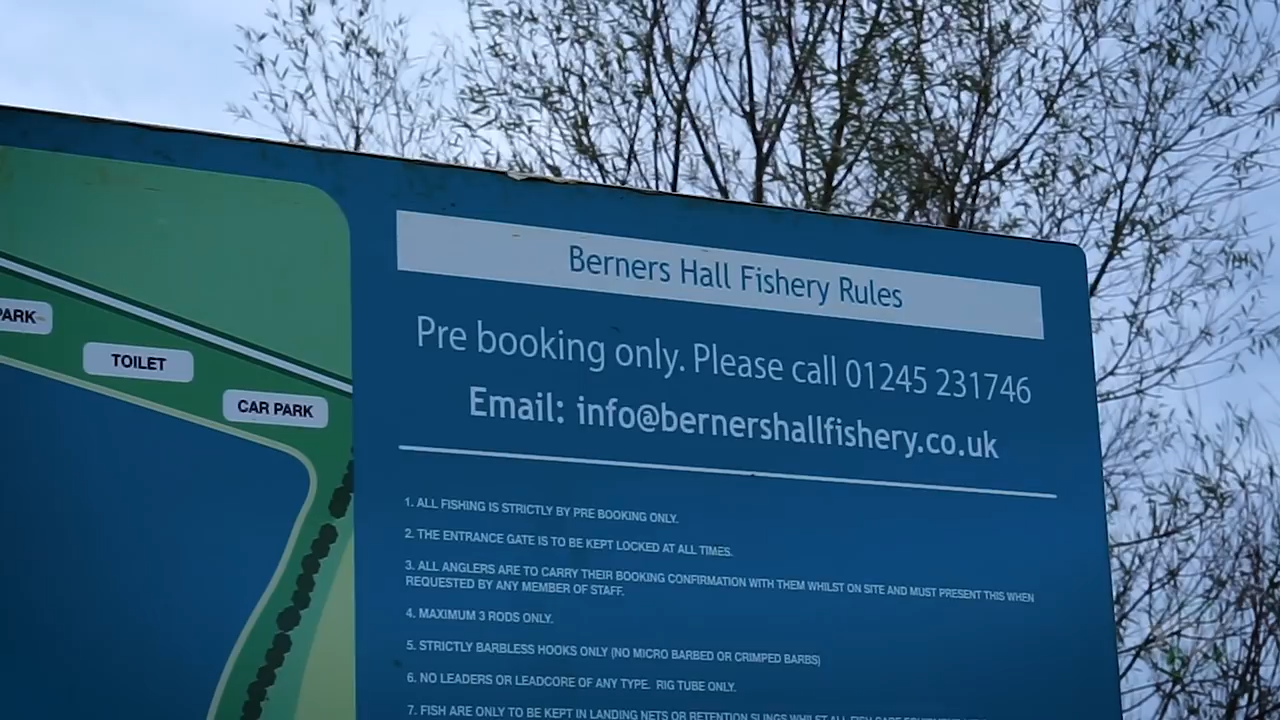 Berners Hall Fishery Rules
Pre booking only. Please call 01245 231746
Email: info@bernershallfishery.co.uk
PARK
TOILET
CAR PARK
1. ALL FISHING IS STRICTLY BY PRE BOOKING ONLY.
2. THE ENTRANCE GATE IS TO BE KEPT LOCKED AT ALL TIMES.
3. ALL ANGLERS ARE TO CARRY THEIR BOOKING CONFIRMATION WITH THEM WHILST ON SITE AND MUST PRESENT THIS WHEN
REQUESTED BY ANY MEMBER OF STAFF.
4. MAXIMUM 3 RODS ONLY.
5. STRICTLY BARBLESS HOOKS ONLY (NO MICRO BARBED OR CRIMPED BARBS)
6. NO LEADERS OR LEADCORE OF ANY TYPE. RIG TUBE ONLY.
7. FISH ARE ONLY TO BE KEPT IN LANDING NETS OR RETENTION SLINGS WHILST ALL FISH CARE